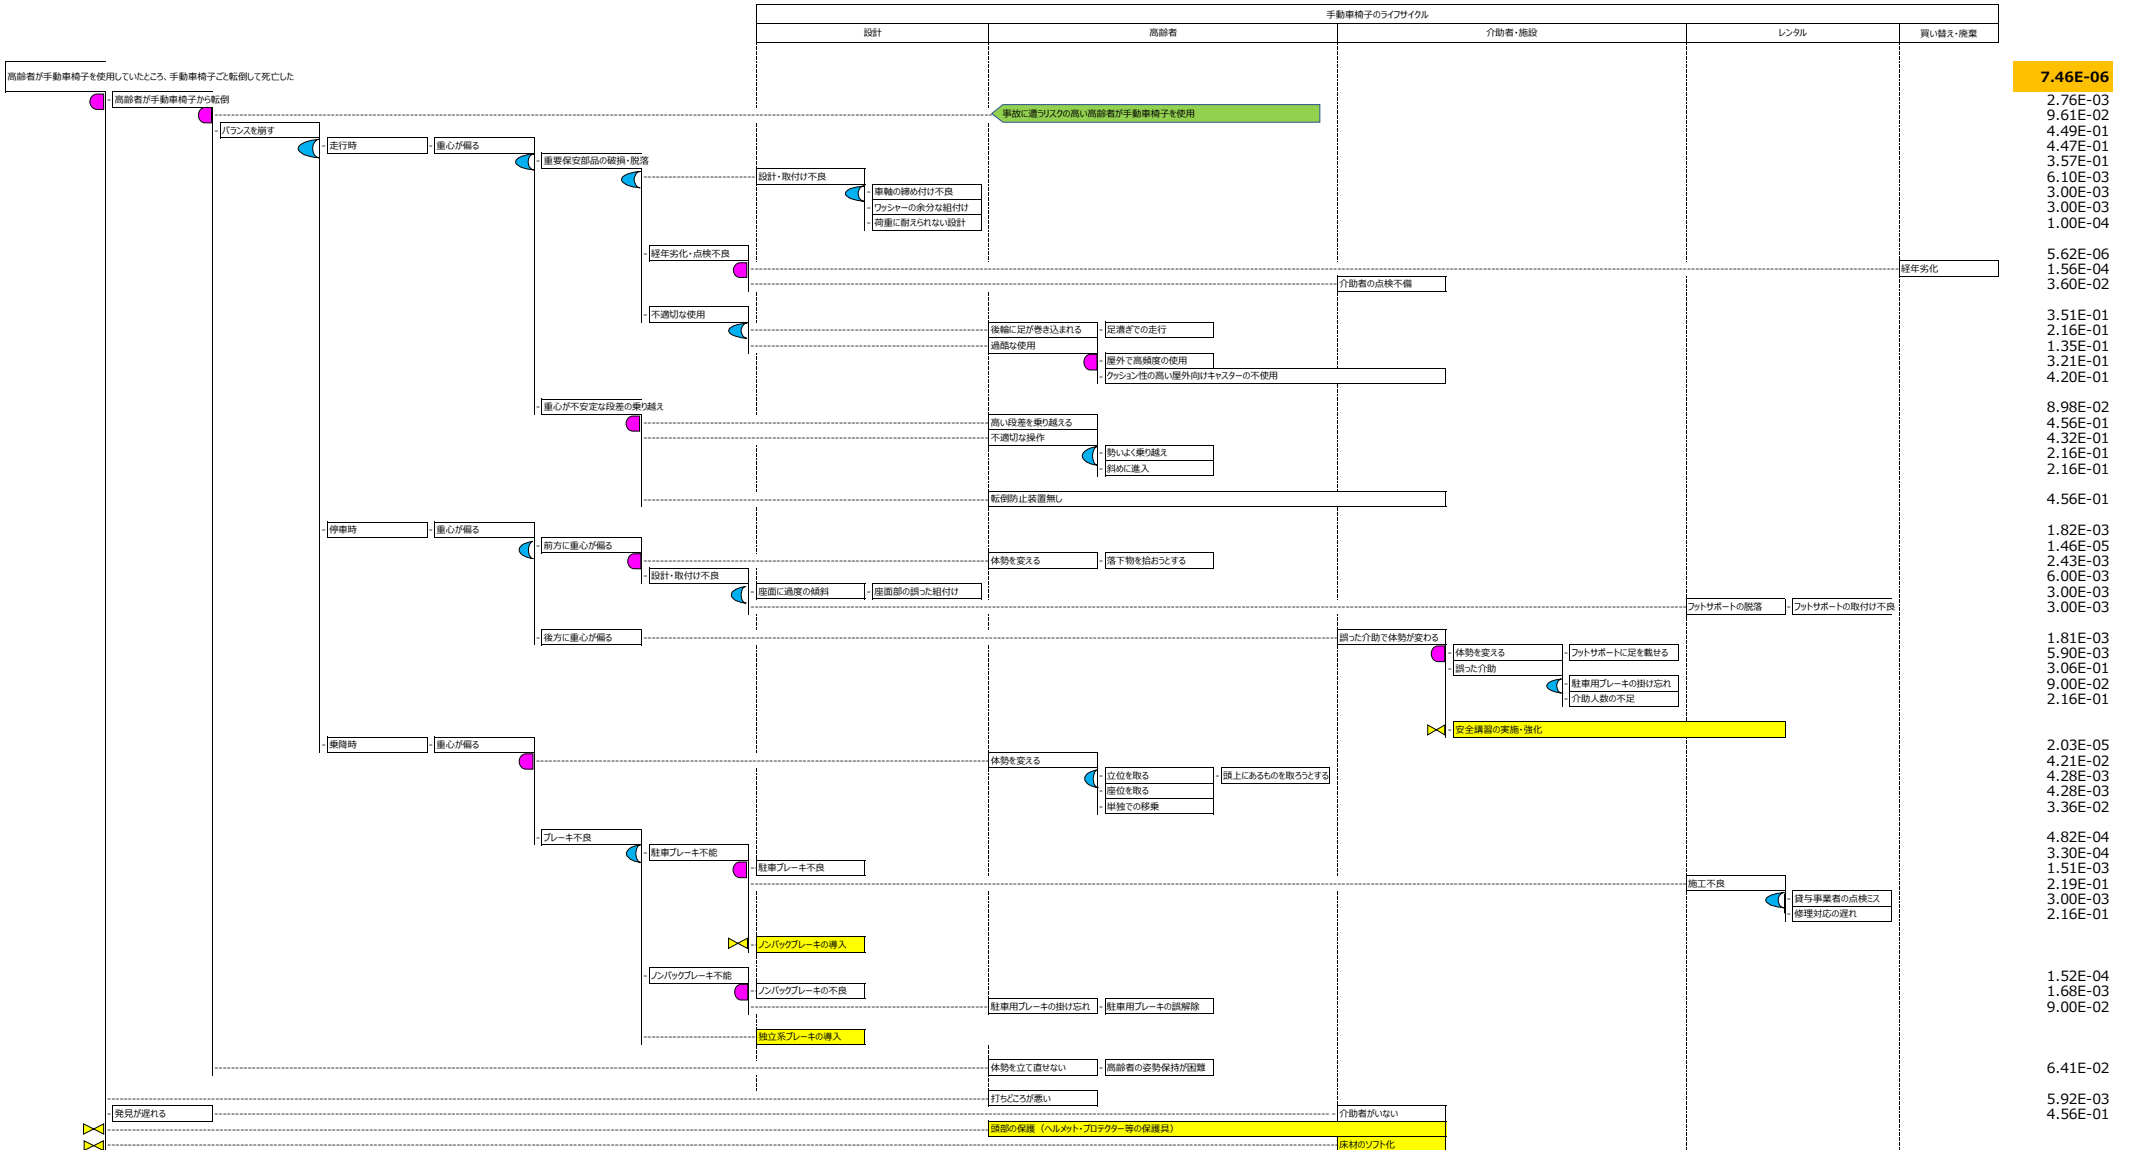 手動車椅子のライフサイクル
設計 高齢者 介助者・施設 レンタル 買い替え・廃棄
高齢者が手動車椅子を使用していたところ、手動車椅子ごと転倒して死亡した 7.46E-06
高齢者が手動車椅子から転倒 2.76E-03
事故に遭うリスクの高い高齢者が手動車椅子を使用 9.61E-02
バランスを崩す 4.49E-01
走行時 重心が偏る 4.47E-01
重要保安部品の破損・脱落 3.57E-01
設計・取付け不良 6.10E-03
車軸の締め付け不良 3.00E-03
ワッシャーの余分な組付け 3.00E-03
荷重に耐えられない設計 1.00E-04
経年劣化・点検不良 5.62E-06
経年劣化 1.56E-04
介助者の点検不備 3.60E-02
不適切な使用 3.51E-01
後輪に足が巻き込まれる 足漕ぎでの走行 2.16E-01
過酷な使用 1.35E-01
屋外で高頻度の使用 3.21E-01
クッション性の高い屋外向けキャスターの不使用 4.20E-01
重心が不安定な段差の乗り越え 8.98E-02
高い段差を乗り越える 4.56E-01
不適切な操作 4.32E-01
勢いよく乗り越え 2.16E-01
斜めに進入 2.16E-01
転倒防止装置無し 4.56E-01
停車時 重心が偏る 1.82E-03
前方に重心が偏る 1.46E-05
体勢を変える 落下物を拾おうとする 2.43E-03
設計・取付け不良 6.00E-03
座面に過度の傾斜 座面部の誤った組付け 3.00E-03
フットサポートの脱落 フットサポートの取付け不良 3.00E-03
後方に重心が偏る 誤った介助で体勢が変わる 1.81E-03
体勢を変える フットサポートに足を載せる 5.90E-03
誤った介助 3.06E-01
駐車用ブレーキの掛け忘れ 9.00E-02
介助人数の不足 2.16E-01
安全講習の実施・強化
乗降時 重心が偏る 2.03E-05
体勢を変える 4.21E-02
立位を取る 頭上にあるものを取ろうとする 4.28E-03
座位を取る 4.28E-03
単独での移乗 3.36E-02
ブレーキ不良 4.82E-04
駐車ブレーキ不能 3.30E-04
駐車ブレーキ不良 1.51E-03
施工不良 2.19E-01
貸与事業者の点検ミス 3.00E-03
修理対応の遅れ 2.16E-01
ノンバックブレーキの導入
ノンバックブレーキ不能 1.52E-04
ノンバックブレーキの不良 1.68E-03
駐車用ブレーキの掛け忘れ 駐車用ブレーキの誤解除 9.00E-02
独立系ブレーキの導入
体勢を立て直せない 高齢者の姿勢保持が困難 6.41E-02
打ちどころが悪い 5.92E-03
発見が遅れる 介助者がいない 4.56E-01
頭部の保護（ヘルメット・プロテクター等の保護具）
床材のソフト化